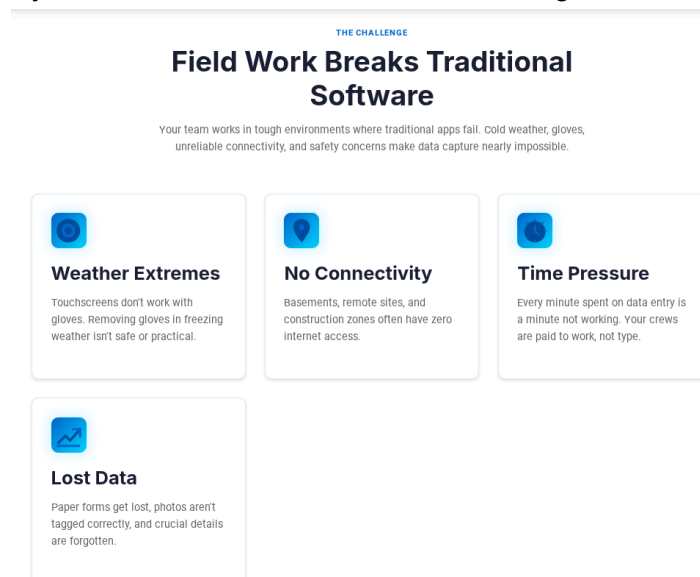 THE CHALLENGE
Field Work Breaks Traditional
Software
Your team works in tough environments where traditional apps fail. Cold weather, gloves,
unreliable connectivity, and safety concerns make data capture nearly impossible.
Weather Extremes
Touchscreens don't work with
gloves. Removing gloves in freezing
weather isn't safe or practical.
No Connectivity
Basements, remote sites, and
construction zones often have zero
internet access.
Time Pressure
Every minute spent on data entry is
a minute not working. Your crews
are paid to work, not type.
Lost Data
Paper forms get lost, photos aren't
tagged correctly, and crucial details
are forgotten.